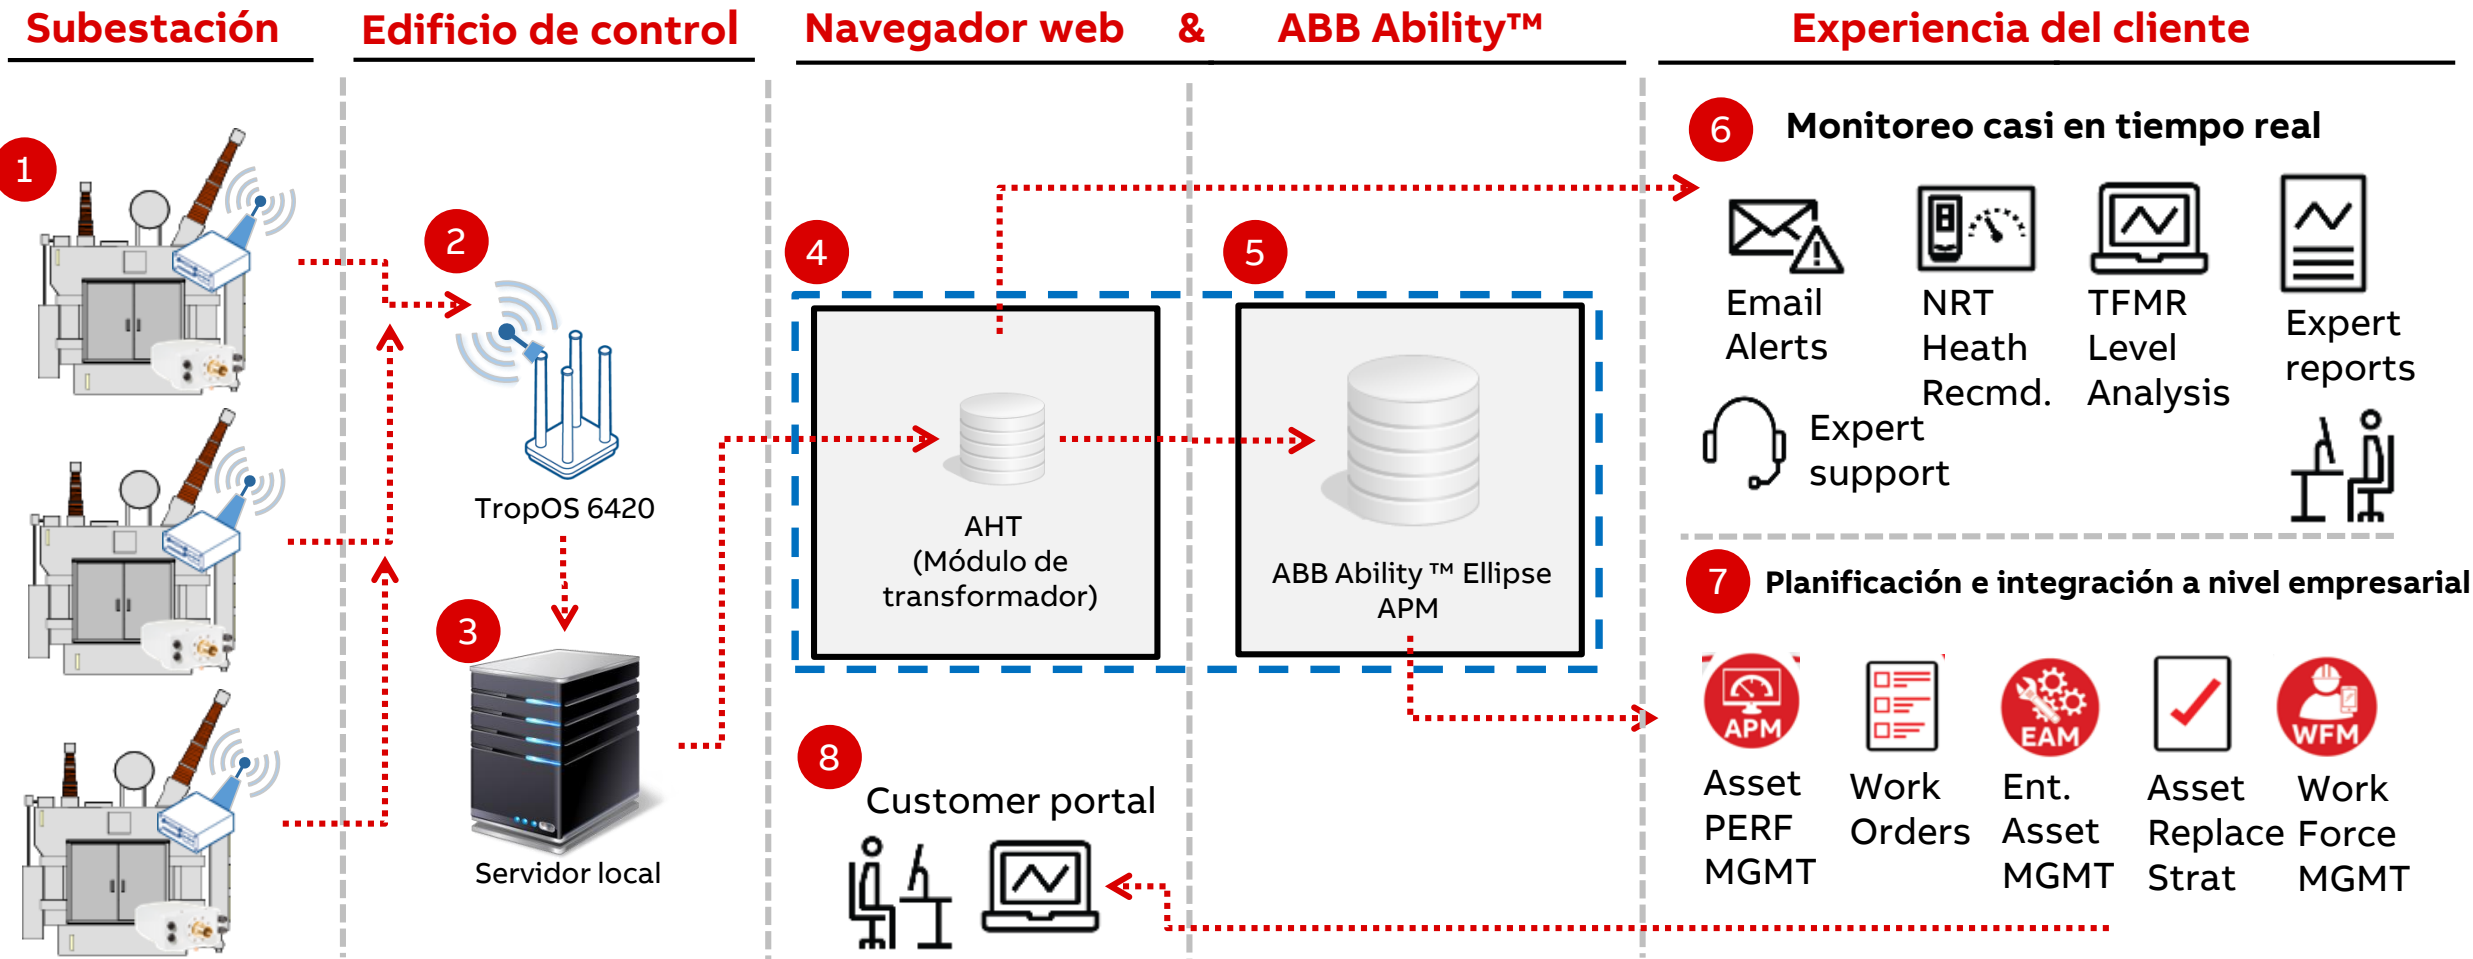 Subestación
Edificio de control
Navegador web & ABB Ability™
Experiencia del cliente
1
2
TropOS 6420
3
Servidor local
4
AHT
(Módulo de
transformador)
5
ABB Ability ™ Ellipse
APM
6
Monitoreo casi en tiempo real
Email
Alerts
NRT
Heath
Recmd.
TFMR
Level
Analysis
Expert
reports
Expert
support
7
Planificación e integración a nivel empresarial
APM
Asset
PERF
MGMT
Work
Orders
EAM
Ent.
Asset
MGMT
Asset
Replace
Strat
WFM
Work
Force
MGMT
8
Customer portal